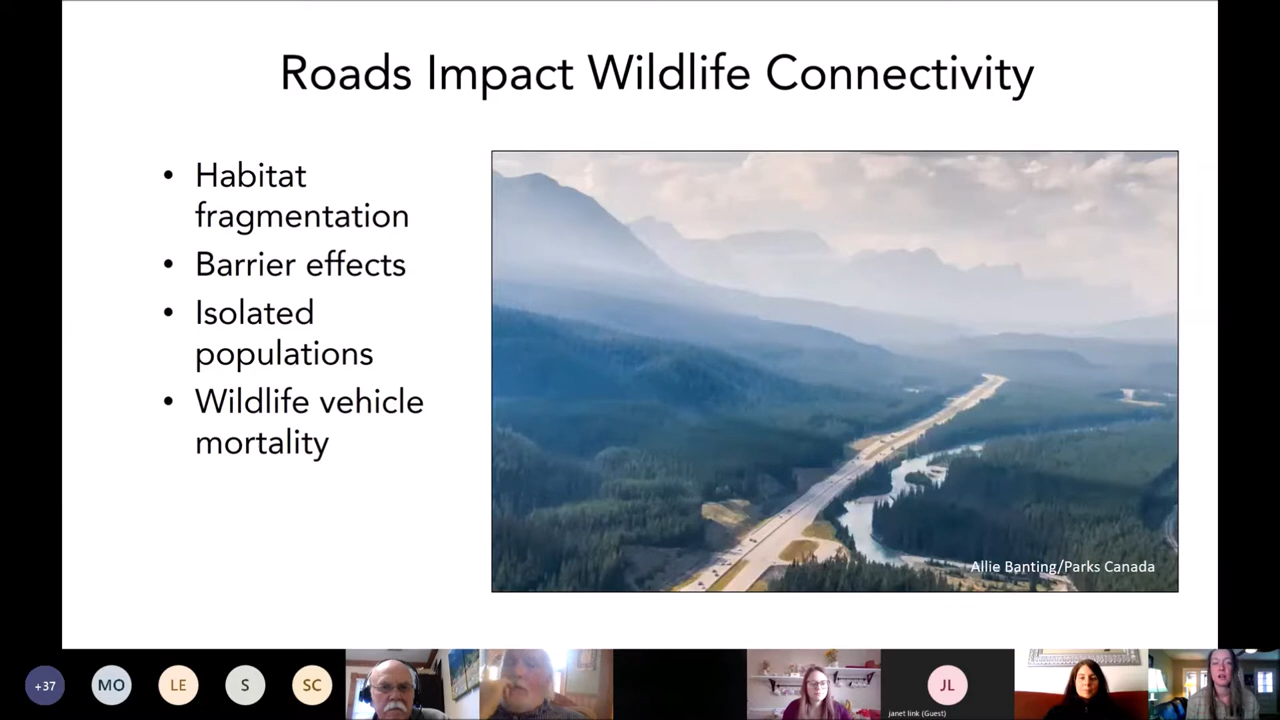 Roads Impact Wildlife Connectivity
• Habitat
fragmentation
• Barrier effects
• Isolated
populations
• Wildlife vehicle
mortality
Allie Banting/Parks Canada
+37
MO
LE
S
SC
JL
janet link (Guest)